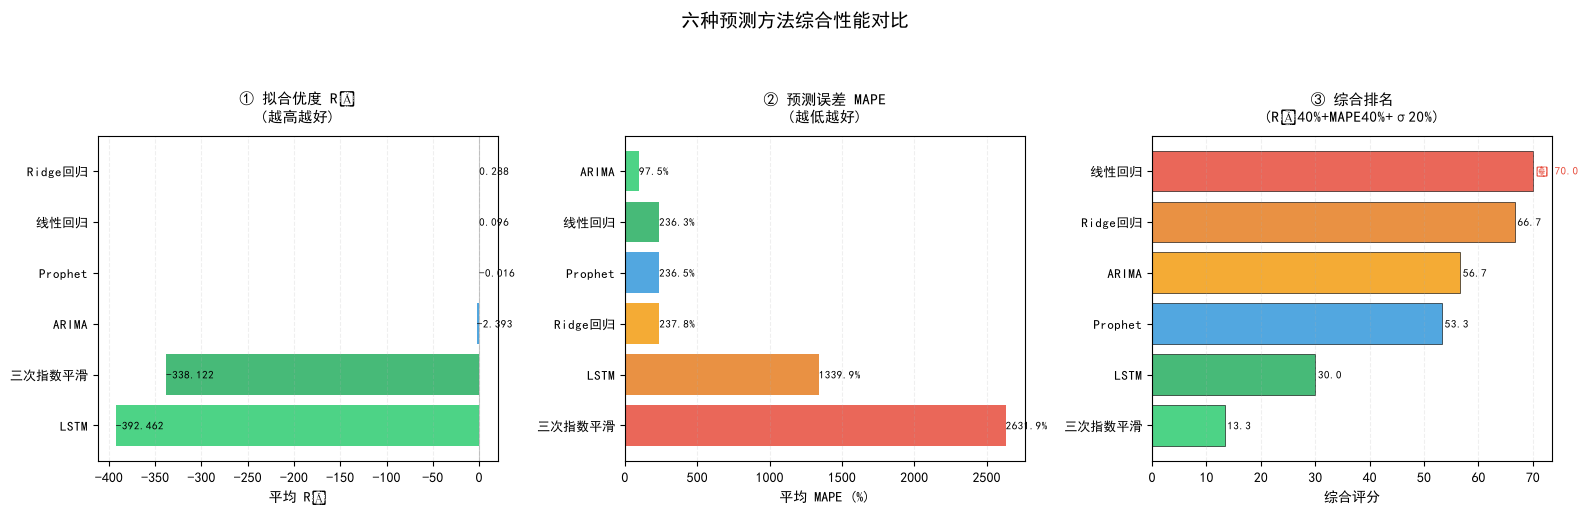 六种预测方法综合性能对比
① 拟合优度 R
(越高越好)
Ridge回归
0.288
线性回归
0.096
Prophet
-0.016
ARIMA
-2.393
三次指数平滑
-338.122
LSTM
-392.462
-400 -350 -300 -250 -200 -150 -100 -50 0
平均 R
② 预测误差 MAPE
(越低越好)
ARIMA
97.5%
线性回归
236.3%
Prophet
236.5%
Ridge回归
237.8%
LSTM
1339.9%
三次指数平滑
2631.9%
0 500 1000 1500 2000 2500
平均 MAPE (%)
③ 综合排名
(R 40%+MAPE40%+σ20%)
线性回归
70.0
Ridge回归
66.7
ARIMA
56.7
Prophet
53.3
LSTM
30.0
三次指数平滑
13.3
0 10 20 30 40 50 60 70
综合评分